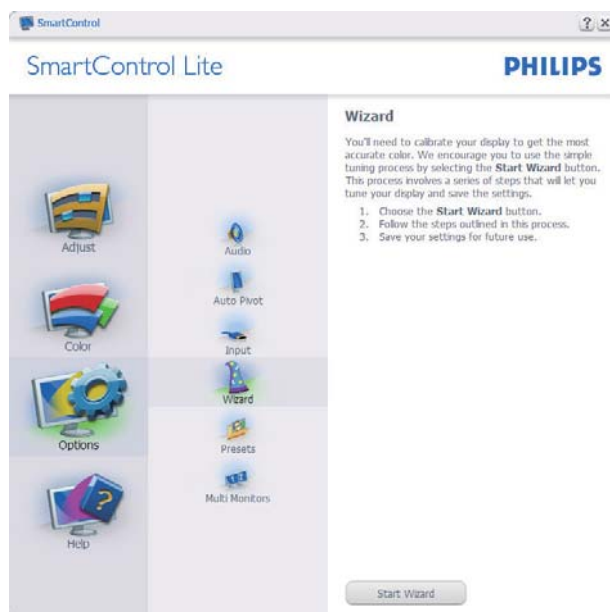 SmartControl
SmartControl Lite
PHILIPS
Adjust
Color
Options
Help
Audio
Auto Pivot
Input
Wizard
Presets
Multi Monitors
Wizard
You'll need to calibrate your display to get the most
accurate color. We encourage you to use the simple
tuning process by selecting the Start Wizard button.
This process involves a series of steps that will let you
tune your display and save the settings.
1. Choose the Start Wizard button.
2. Follow the steps outlined in this process.
3. Save your settings for future use.
Start Wizard